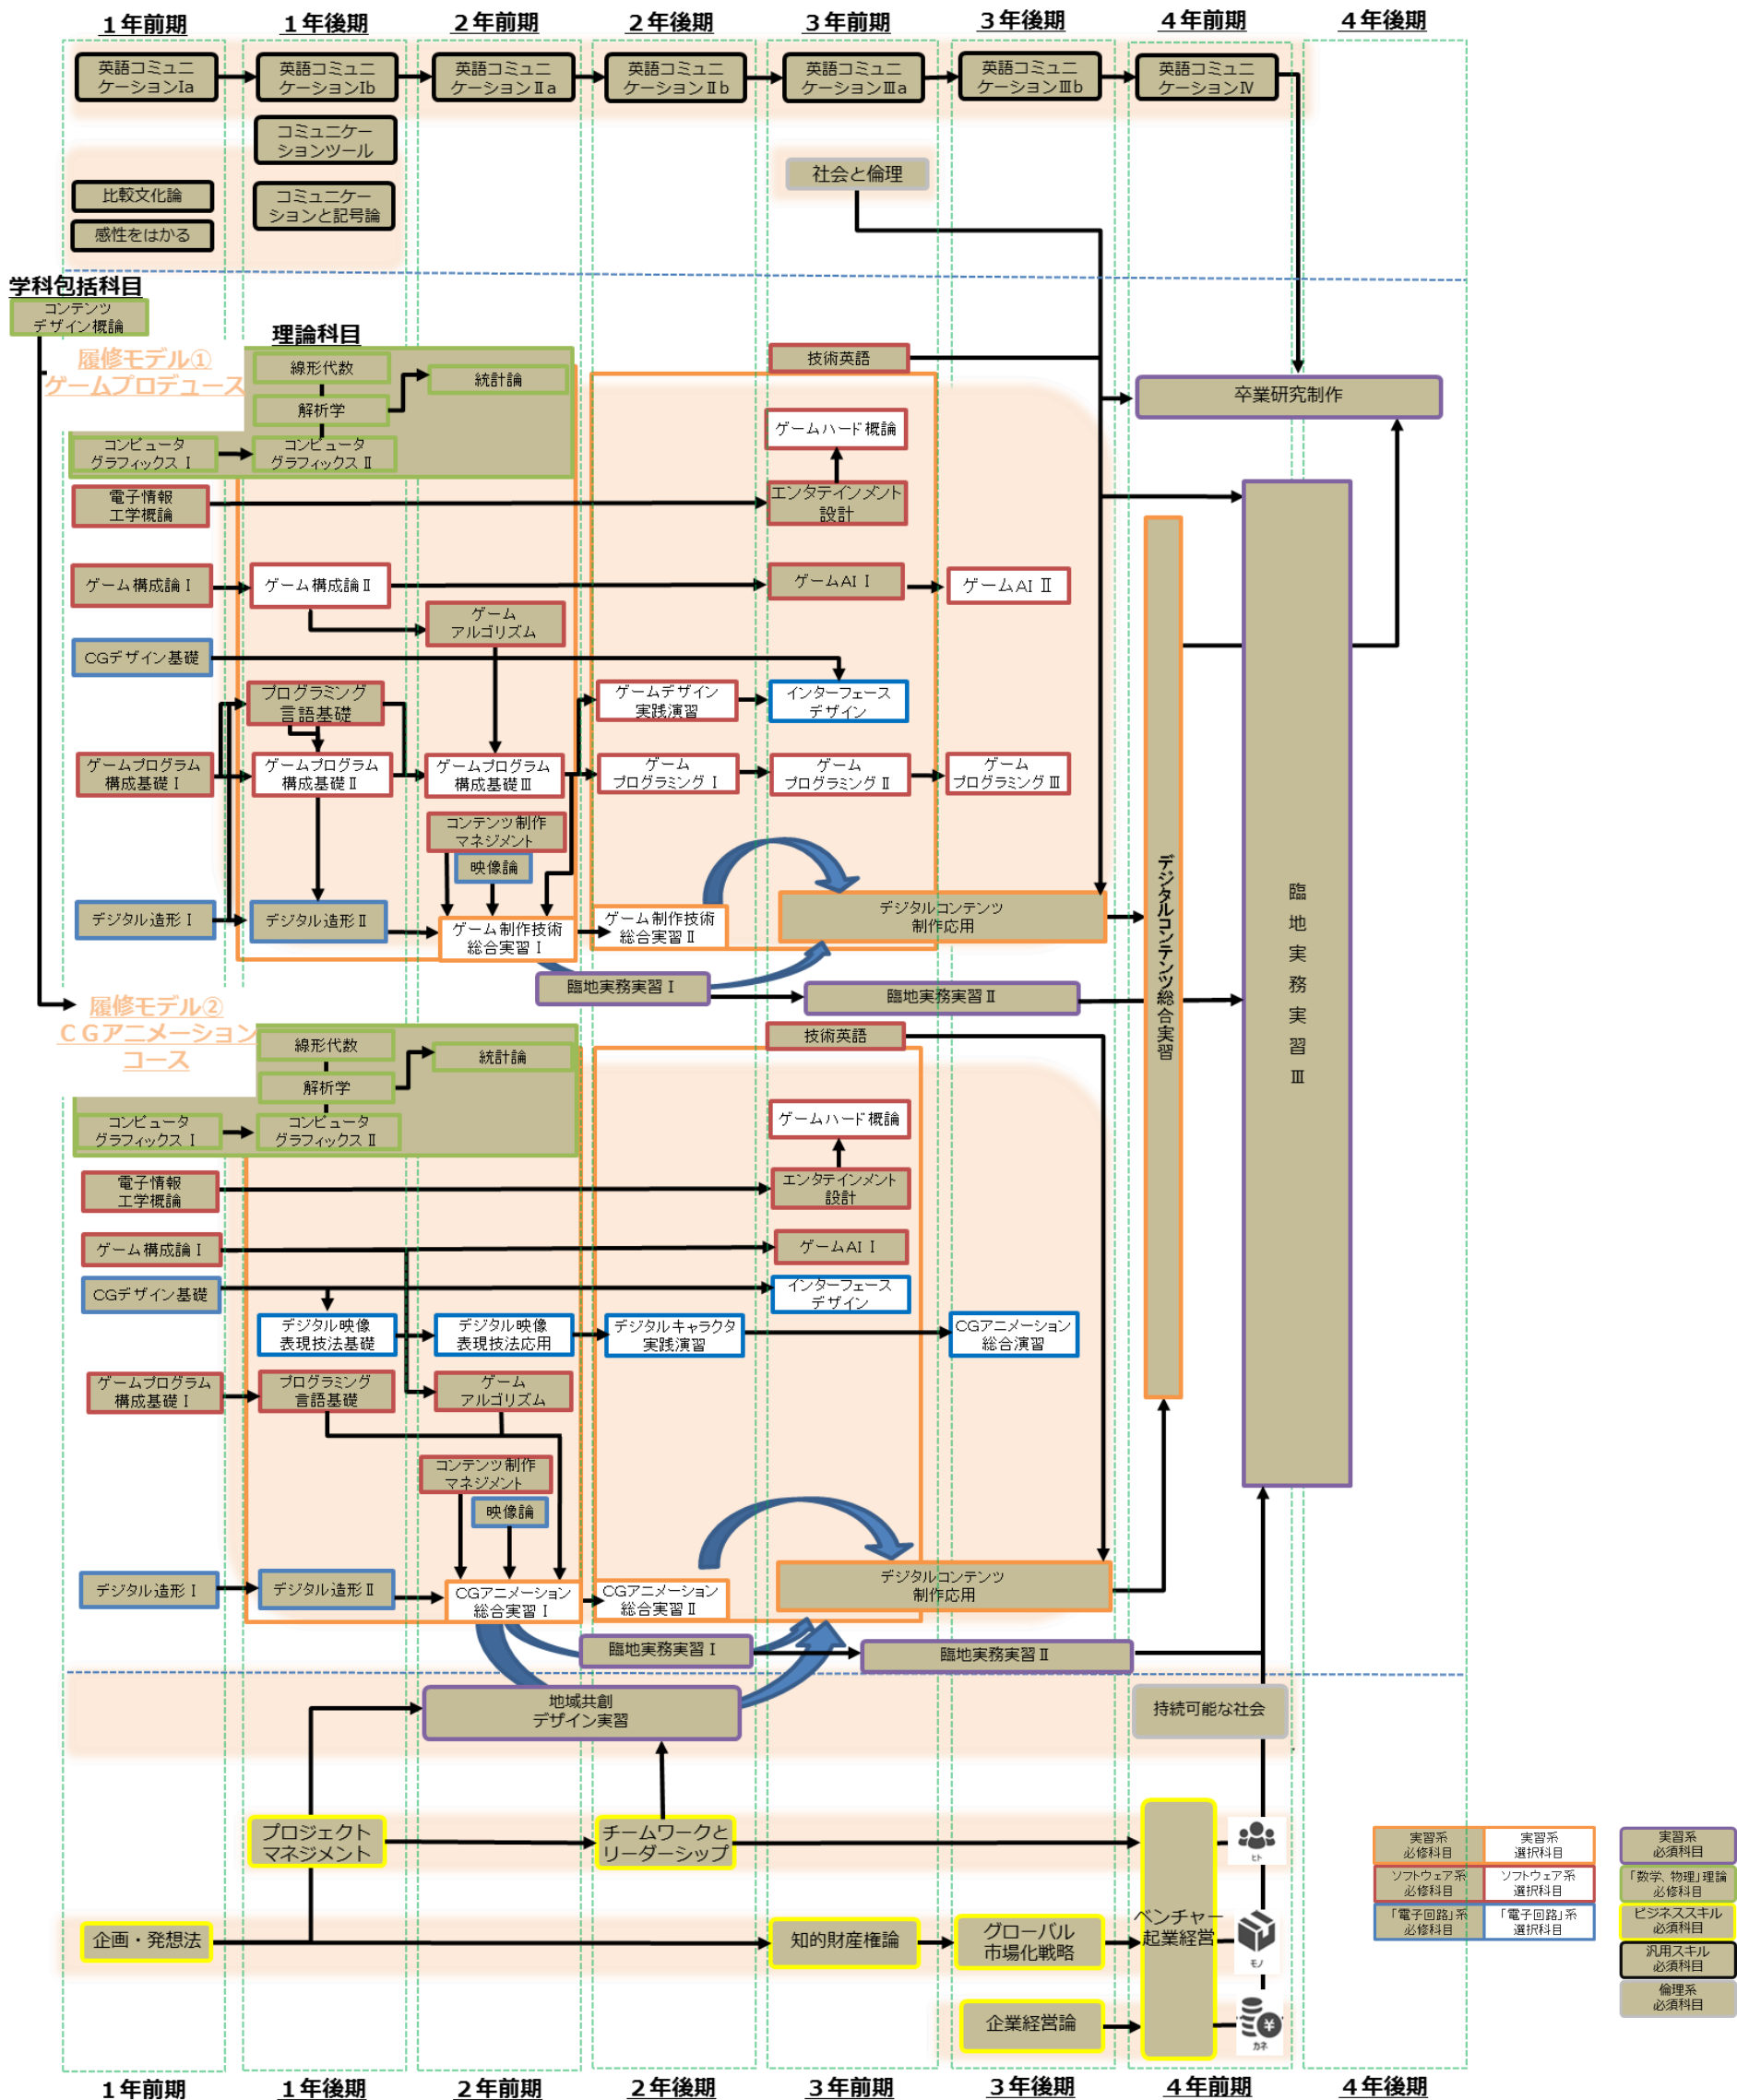 1年前期
1年後期
2年前期
2年後期
3年前期
3年後期
4年前期
4年後期
英語コミュニ
ケーションⅠa
英語コミュニ
ケーションⅠb
英語コミュニ
ケーションⅡa
英語コミュニ
ケーションⅡb
英語コミュニ
ケーションⅢa
英語コミュニ
ケーションⅢb
英語コミュニ
ケーションⅣ
コミュニケー
ションツール
比較文化論
コミュニケー
ションと記号論
感性をはかる
社会と倫理
学科包括科目
コンテンツ
デザイン概論
履修モデル①
ゲームプロデュース
理論科目
線形代数
統計論
解析学
コンピュータ
グラフィックス Ⅰ
コンピュータ
グラフィックス Ⅱ
技術英語
卒業研究制作
ゲームハード概論
電子情報
工学概論
エンタテインメント
設計
ゲーム構成論Ⅰ
ゲーム構成論Ⅱ
ゲームAI Ⅰ
ゲームAI Ⅱ
ゲーム
アルゴリズム
CGデザイン基礎
プログラミング
言語基礎
ゲームデザイン
実践演習
インターフェース
デザイン
ゲームプログラム
構成基礎Ⅰ
ゲームプログラム
構成基礎Ⅱ
ゲームプログラム
構成基礎Ⅲ
ゲーム
プログラミング Ⅰ
ゲーム
プログラミング Ⅱ
ゲーム
プログラミング Ⅲ
コンテンツ制作
マネジメント
映像論
デジタル造形Ⅰ
デジタル造形Ⅱ
ゲーム制作技術
総合実習Ⅰ
ゲーム制作技術
総合実習Ⅱ
デジタルコンテンツ
制作応用
デジタルコンテンツ総合実習
臨地実務実習Ⅲ
臨地実務実習Ⅰ
臨地実務実習Ⅱ
履修モデル②
CGアニメーション
コース
線形代数
統計論
解析学
コンピュータ
グラフィックス Ⅰ
コンピュータ
グラフィックス Ⅱ
技術英語
ゲームハード概論
電子情報
工学概論
エンタテインメント
設計
ゲーム構成論Ⅰ
ゲームAI Ⅰ
CGデザイン基礎
インターフェース
デザイン
デジタル映像
表現技法基礎
デジタル映像
表現技法応用
デジタルキャラクタ
実践演習
CGアニメーション
総合演習
ゲームプログラム
構成基礎Ⅰ
プログラミング
言語基礎
ゲーム
アルゴリズム
コンテンツ制作
マネジメント
映像論
デジタル造形Ⅰ
デジタル造形Ⅱ
CGアニメーション
総合実習Ⅰ
CGアニメーション
総合実習Ⅱ
デジタルコンテンツ
制作応用
臨地実務実習Ⅰ
臨地実務実習Ⅱ
地域共創
デザイン実習
持続可能な社会
プロジェクト
マネジメント
チームワークと
リーダーシップ
ヒト
企画・発想法
知的財産権論
グローバル
市場化戦略
ベンチャー
起業経営
モノ
企業経営論
カネ
実習系
必修科目
実習系
選択科目
ソフトウェア系
必修科目
ソフトウェア系
選択科目
「電子回路」系
必修科目
「電子回路」系
選択科目
実習系
必須科目
「数学、物理」理論
必修科目
ビジネススキル
必須科目
汎用スキル
必須科目
倫理系
必須科目
1年前期
1年後期
2年前期
2年後期
3年前期
3年後期
4年前期
4年後期